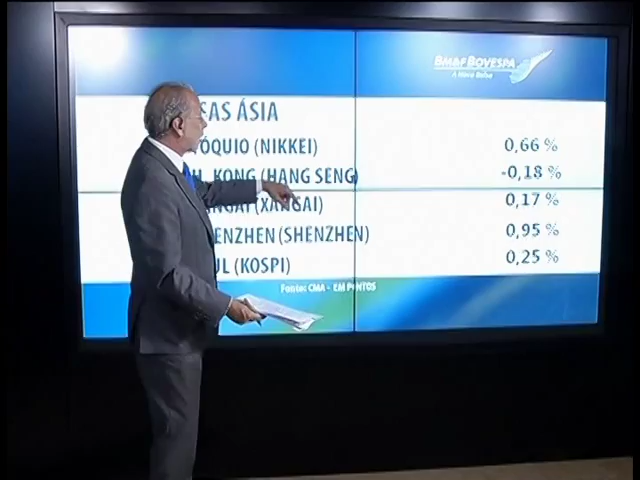 BM&F BOVESPA
A Nova Bolsa
SAS ÁSIA
ÓQUIO (NIKKEI) 0,66 %
KONG (HANG SENG) -0,18 %
NGAI (XANGAI) 0,17 %
ENZHEN (SHENZHEN) 0,95 %
UL (KOSPI) 0,25 %
Fonte: CMA - EM PONTOS